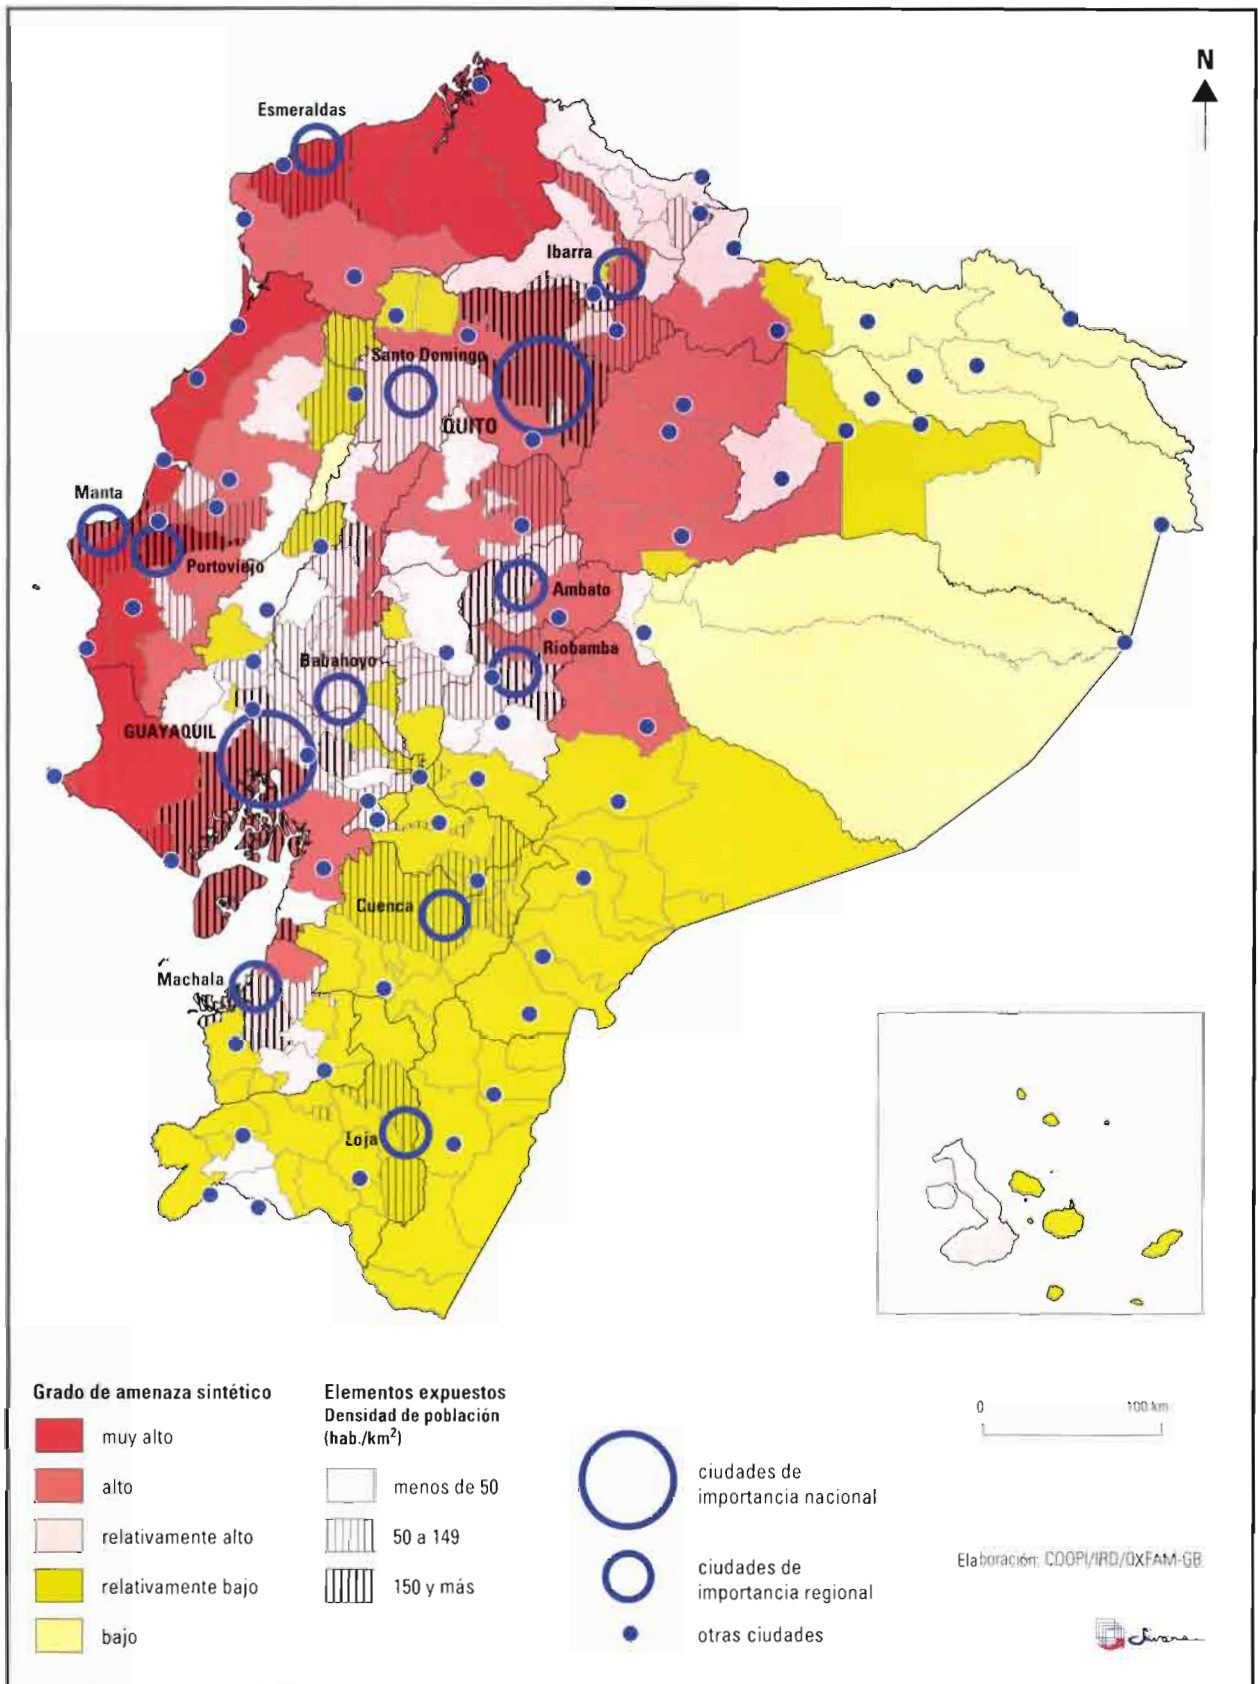 N
Esmeraldas
Ibarra
Santo Domingo
QUITO
Manta
Portoviejo
Ambato
Riobamba
Babahoyo
GUAYAQUIL
Cuenca
Machala
Loja
Grado de amenaza sintético
muy alto
alto
relativamente alto
relativamente bajo
bajo
Elementos expuestos
Densidad de población
(hab./km²)
menos de 50
50 a 149
150 y más
ciudades de
importancia nacional
ciudades de
importancia regional
otras ciudades
0 100 km
Elaboración: COOPI/IRD/OXFAM-GB